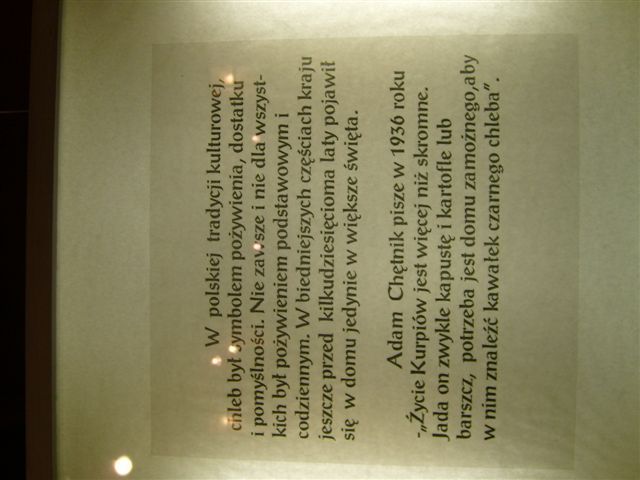 W polskiej tradycji kulturowej,
chleb był symbolem pożywienia, dostatku
i pomyślności. Nie zawsze i nie dla wszyst-
kich był pożywieniem podstawowym i
codziennym. W biedniejszych częściach kraju
jeszcze przed kilkudziesięcioma laty pojawił
się w domu jedynie w większe święta.
Adam Chętnik pisze w 1936 roku
-„Życie Kurpiów jest więcej niż skromne.
Jada on zwykle kapustę i kartofle lub
barszcz, potrzeba jest domu zamożnego,aby
w nim znaleźć kawałek czarnego chleba".